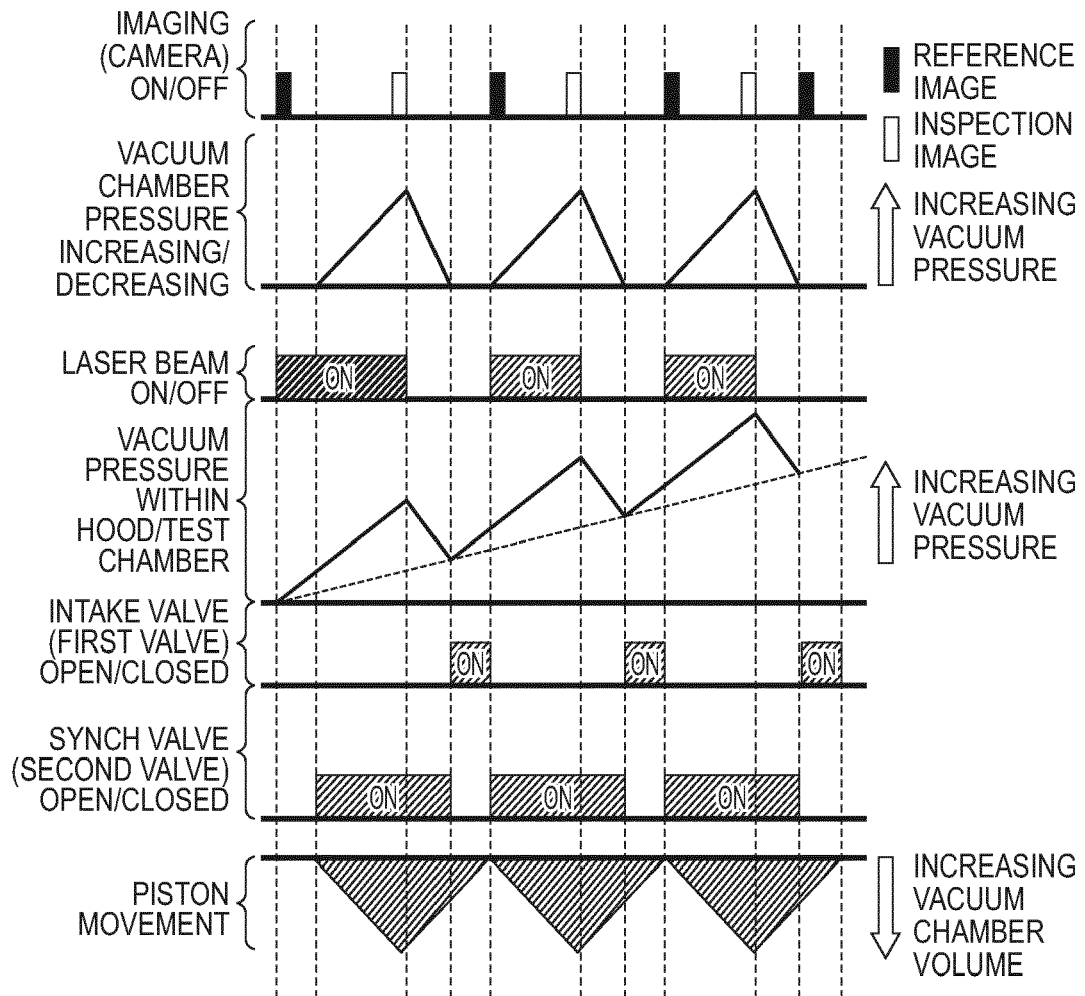 IMAGING
(CAMERA)
ON/OFF
REFERENCE
IMAGE
INSPECTION
IMAGE
VACUUM
CHAMBER
PRESSURE
INCREASING/
DECREASING
INCREASING
VACUUM
PRESSURE
LASER BEAM
ON/OFF
ON
ON
ON
VACUUM
PRESSURE
WITHIN
HOOD/TEST
CHAMBER
INCREASING
VACUUM
PRESSURE
INTAKE VALVE
(FIRST VALVE)
OPEN/CLOSED
ON
ON
ON
SYNCH VALVE
(SECOND VALVE)
OPEN/CLOSED
ON
ON
ON
PISTON
MOVEMENT
INCREASING
VACUUM
CHAMBER
VOLUME